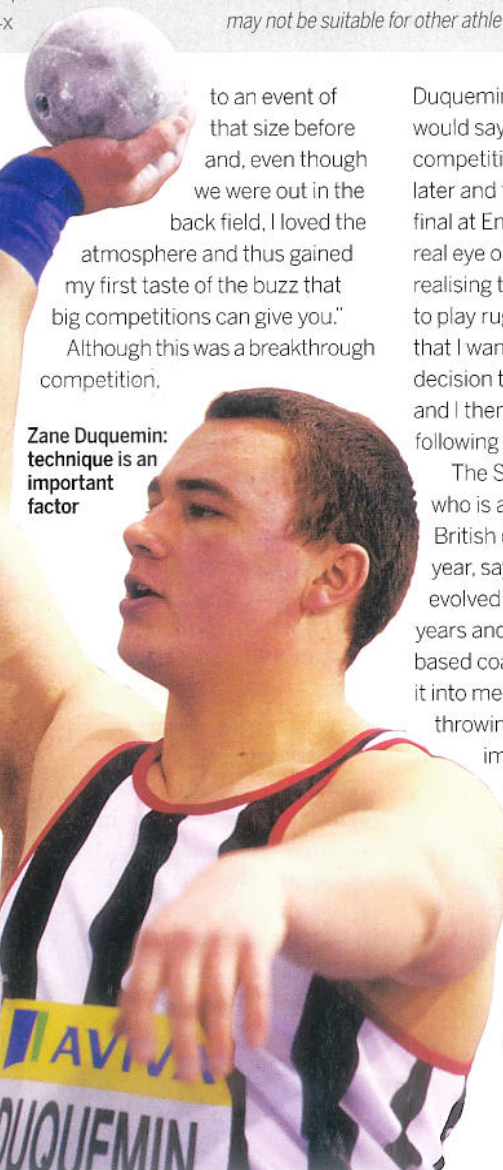 -x
may not be suitable for other athle
to an event of
that size before
and, even though
we were out in the
back field, I loved the
atmosphere and thus gained
my first taste of the buzz that
big competitions can give you."
Although this was a breakthrough
competition,
Zane Duquemin:
technique is an
important
factor
Duquemin
would say
competiti
later and
final at En
real eye o
realising t
to play rug
that I wan
decision t
and I then
following
The S
who is a
British
year, say
evolved
years and
based coa
it into me
throwin
im
AVIVA
DUQUEMIN